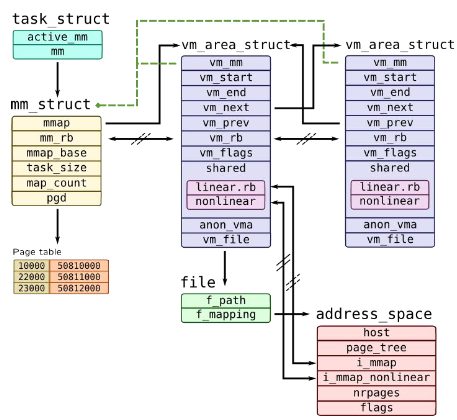 task_struct
active_mm
mm
mm_struct
mmap
mm_rb
mmap_base
task_size
map_count
pgd
Page table
10000 50810000
22000 50811000
23000 50812000
vm_area_struct
vm_mm
vm_start
vm_end
vm_next
vm_prev
vm_rb
vm_flags
shared
linear.rb
nonlinear
anon_vma
vm_file
vm_area_struct
vm_mm
vm_start
vm_end
vm_next
vm_prev
vm_rb
vm_flags
shared
linear.rb
nonlinear
anon_vma
vm_file
file
f_path
f_mapping
address_space
host
page_tree
i_mmap
i_mmap_nonlinear
nrpages
flags